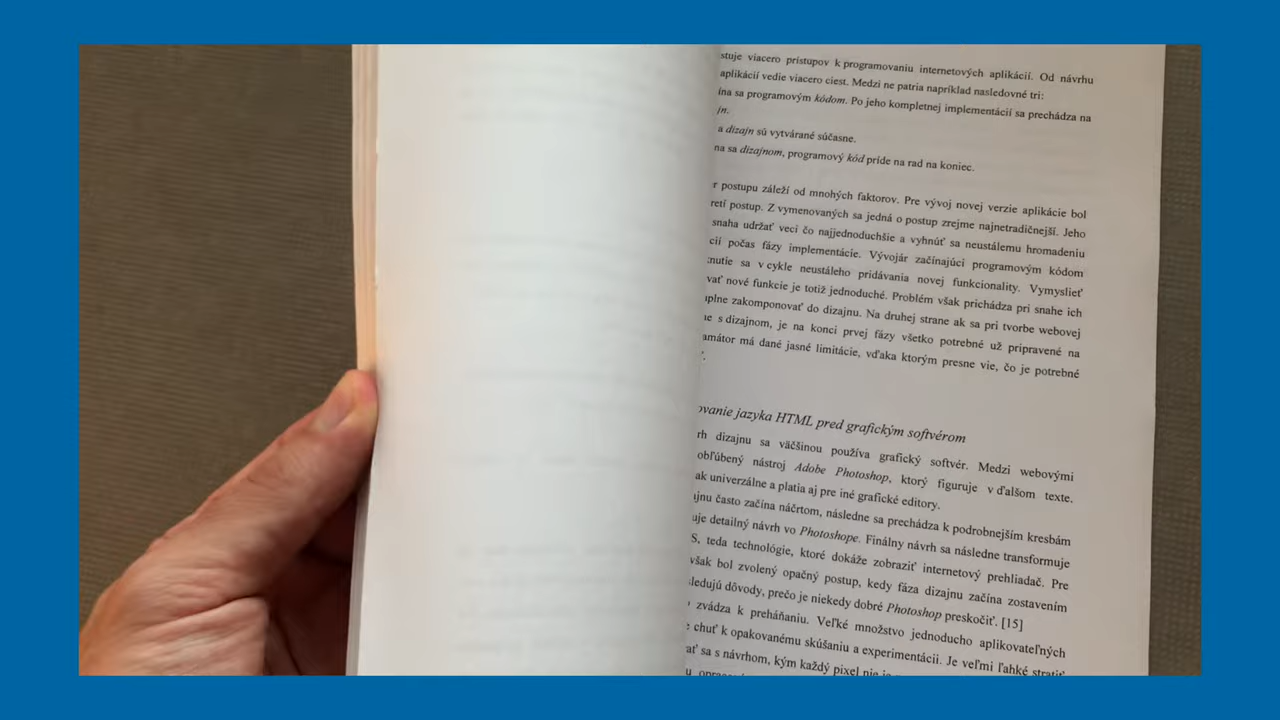 stuje viacero prístupov k programovaniu internetových aplikácií. Od návrhu
aplikácií vedie viacero ciest. Medzi ne patria napríklad nasledovné tri:
ína sa programovým kódom. Po jeho kompletnej implementácií sa prechádza na
jn.
a dizajn sú vytvárané súčasne.
na sa dizajnom, programový kód príde na rad na koniec.
r postupu záleží od mnohých faktorov. Pre vývoj novej verzie aplikácie bol
retí postup. Z vymenovaných sa jedná o postup zrejme najnetradičnejší. Jeho
snaha udržať veci čo najjednoduchšie a vyhnúť sa neustálemu hromadeniu
cií počas fázy implementácie. Vývojár začínajúci programovým kódom
nutie sa v cykle neustáleho pridávania novej funkcionality. Vymyslieť
vať nové funkcie je totiž jednoduché. Problém však prichádza pri snahe ich
plne zakomponovať do dizajnu. Na druhej strane ak sa pri tvorbe webovej
ne s dizajnom, je na konci prvej fázy všetko potrebné už pripravené na
amátor má dané jasné limitácie, vďaka ktorým presne vie, čo je potrebné
ovanie jazyka HTML pred grafickým softvérom
rh dizajnu sa väčšinou používa grafický softvér. Medzi webovými
obľúbený nástroj Adobe Photoshop, ktorý figuruje v ďalšom texte.
ak univerzálne a platia aj pre iné grafické editory.
ajnu často začína náčrtom, následne sa prechádza k podrobnejším kresbám
uje detailný návrh vo Photoshope. Finálny návrh sa následne transformuje
S, teda technológie, ktoré dokáže zobraziť internetový prehliadač. Pre
však bol zvolený opačný postup, kedy fáza dizajnu začína zostavením
sledujú dôvody, prečo je niekedy dobré Photoshop preskočiť. [15]
zvádza k preháňaniu. Veľké množstvo jednoducho aplikovateľných
e chuť k opakovanému skúšaniu a experimentácii. Je veľmi ľahké stratiť
ať sa s návrhom, kým každý pixel nie je